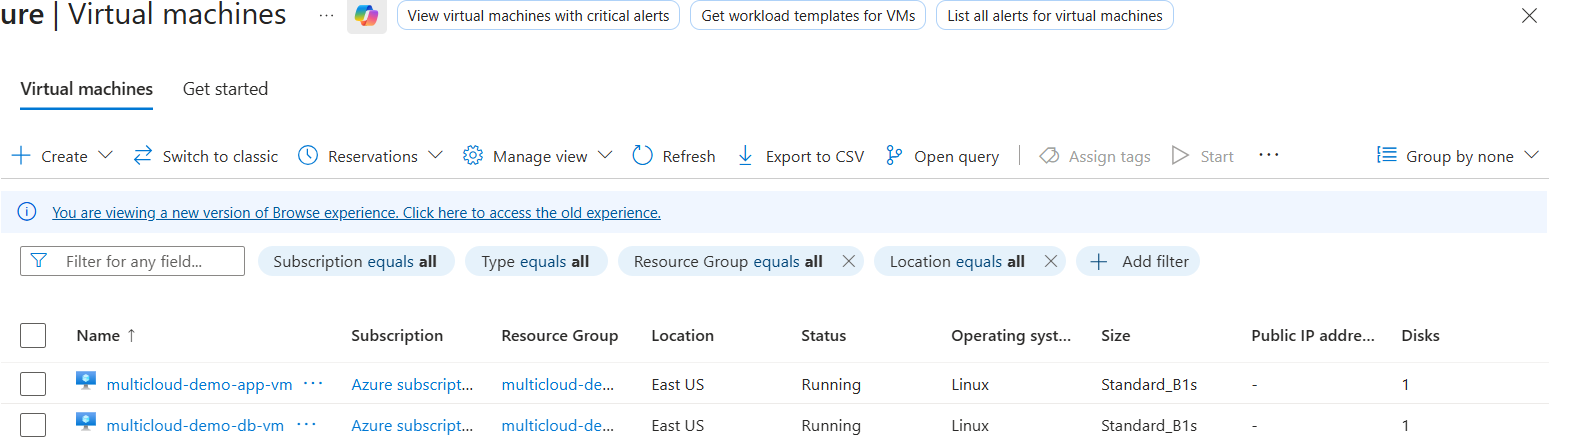 ure | Virtual machines ... View virtual machines with critical alerts Get workload templates for VMs List all alerts for virtual machines
Virtual machines Get started
Create Switch to classic Reservations Manage view Refresh Export to CSV Open query Assign tags Start ... Group by none
You are viewing a new version of Browse experience. Click here to access the old experience.
Filter for any field... Subscription equals all Type equals all Resource Group equals all Location equals all Add filter
Name ↑ Subscription Resource Group Location Status Operating syst... Size Public IP addre... Disks
multicloud-demo-app-vm ... Azure subscript... multicloud-de... East US Running Linux Standard_B1s - 1
multicloud-demo-db-vm ... Azure subscript... multicloud-de... East US Running Linux Standard_B1s - 1